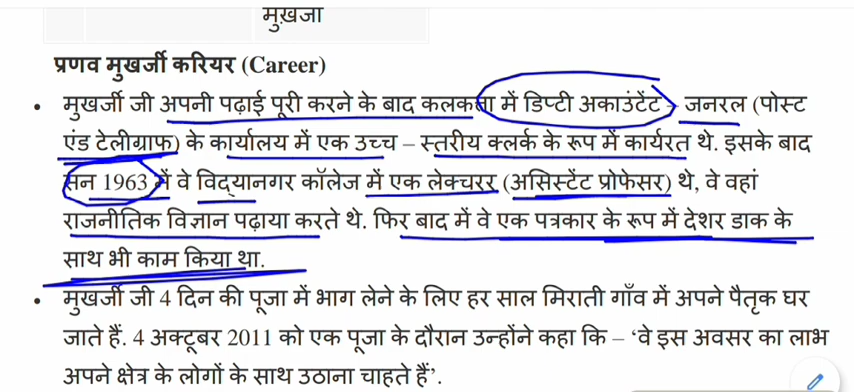 मुखर्जी
प्रणव मुखर्जी करियर (Career)
• मुखर्जी जी अपनी पढ़ाई पूरी करने के बाद कलकत्ता में डिप्टी अकाउंटेंट – जनरल (पोस्ट
एंड टेलीग्राफ) के कार्यालय में एक उच्च – स्तरीय क्लर्क के रूप में कार्यरत थे. इसके बाद
सन 1963 में वे विद्यानगर कॉलेज में एक लेक्चरर (असिस्टेंट प्रोफेसर) थे, वे वहां
राजनीतिक विज्ञान पढ़ाया करते थे. फिर बाद में वे एक पत्रकार के रूप में देशर डाक के
साथ भी काम किया था.
• मुखर्जी जी 4 दिन की पूजा में भाग लेने के लिए हर साल मिराती गाँव में अपने पैतृक घर
जाते हैं. 4 अक्टूबर 2011 को एक पूजा के दौरान उन्होंने कहा कि – ‘वे इस अवसर का लाभ
अपने क्षेत्र के लोगों के साथ उठाना चाहते हैं’.